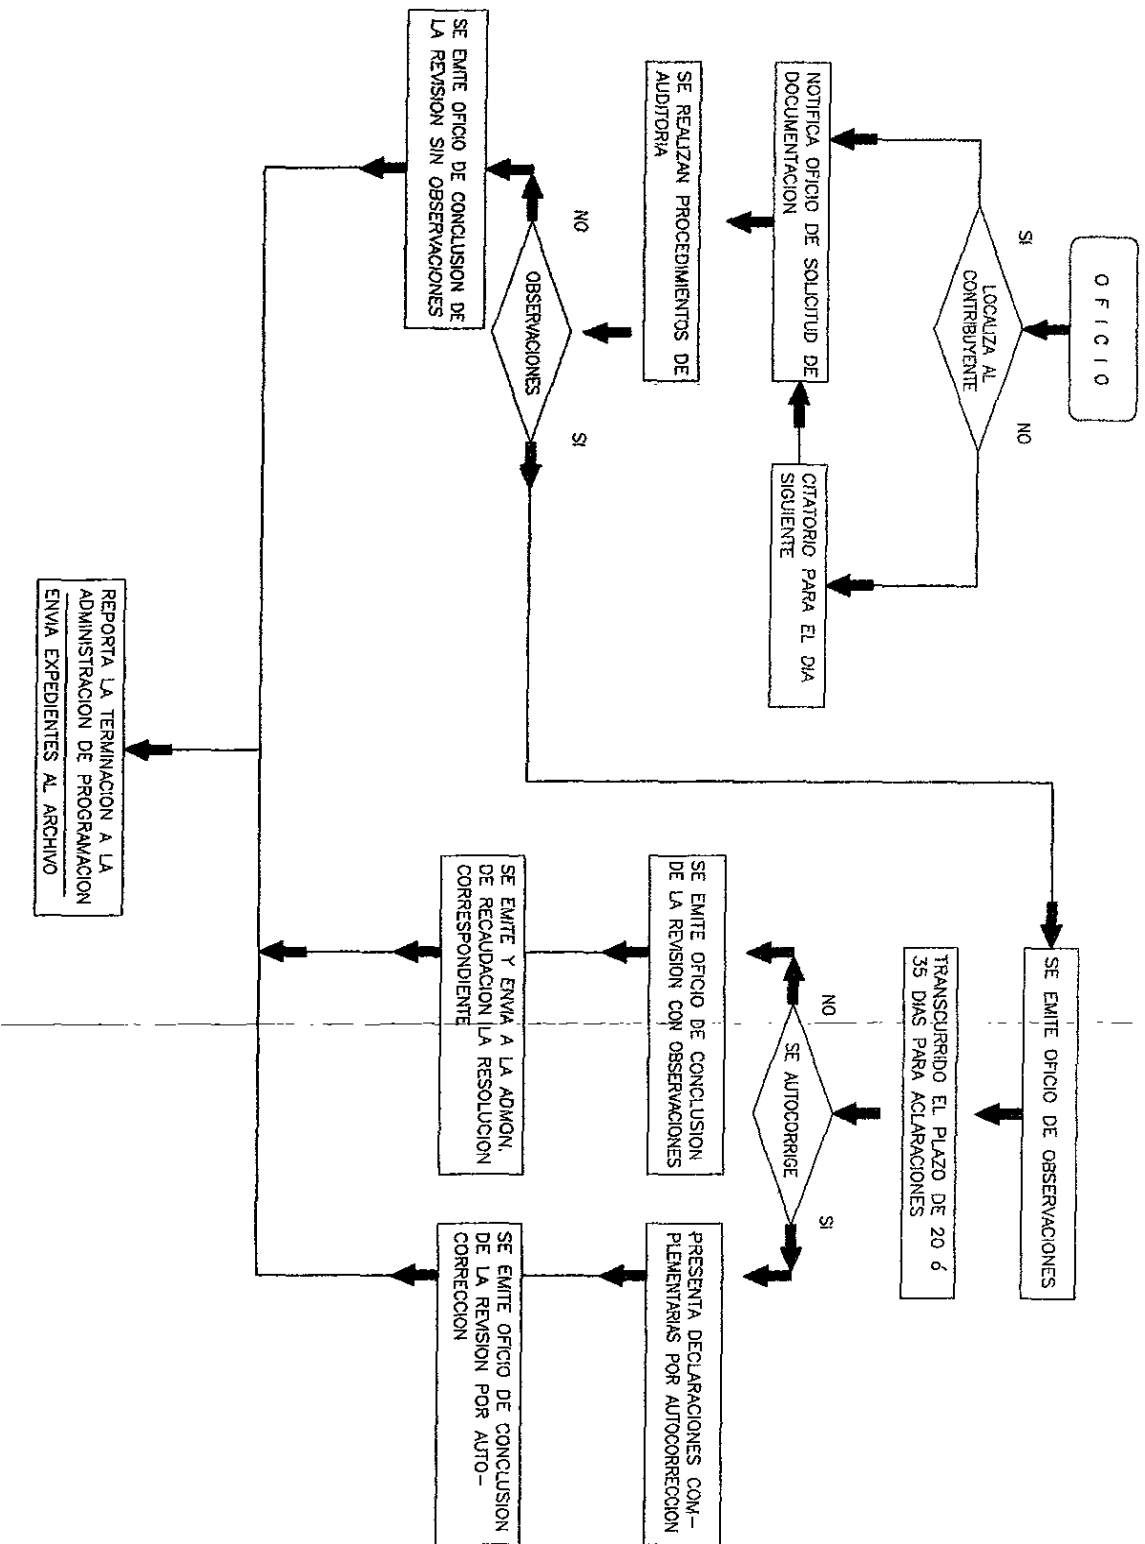 OFICIO
LOCALIZA AL
CONTRIBUYENTE
SI
NO
NOTIFICA OFICIO DE SOLICITUD DE
DOCUMENTACION
CITATORIO PARA EL DIA
SIGUIENTE
SE REALIZAN PROCEDIMIENTOS DE
AUDITORIA
OBSERVACIONES
NO
SI
SE EMITE OFICIO DE CONCLUSION DE
LA REVISION SIN OBSERVACIONES
SE EMITE OFICIO DE OBSERVACIONES
TRANSCURRIDO EL PLAZO DE 20 ó
35 DIAS PARA ACLARACIONES
SE AUTOCORRIGE
NO
SI
SE EMITE OFICIO DE CONCLUSION
DE LA REVISION CON OBSERVACIONES
PRESENTA DECLARACIONES COM-
PLEMENTARIAS POR AUTOCORRECCION
SE EMITE Y ENVIA A LA ADMON.
DE RECAUDACION LA RESOLUCION
CORRESPONDIENTE
SE EMITE OFICIO DE CONCLUSION
DE LA REVISION POR AUTO-
CORRECCION
REPORTA LA TERMINACION A LA
ADMINISTRACION DE PROGRAMACION
ENVIA EXPEDIENTES AL ARCHIVO